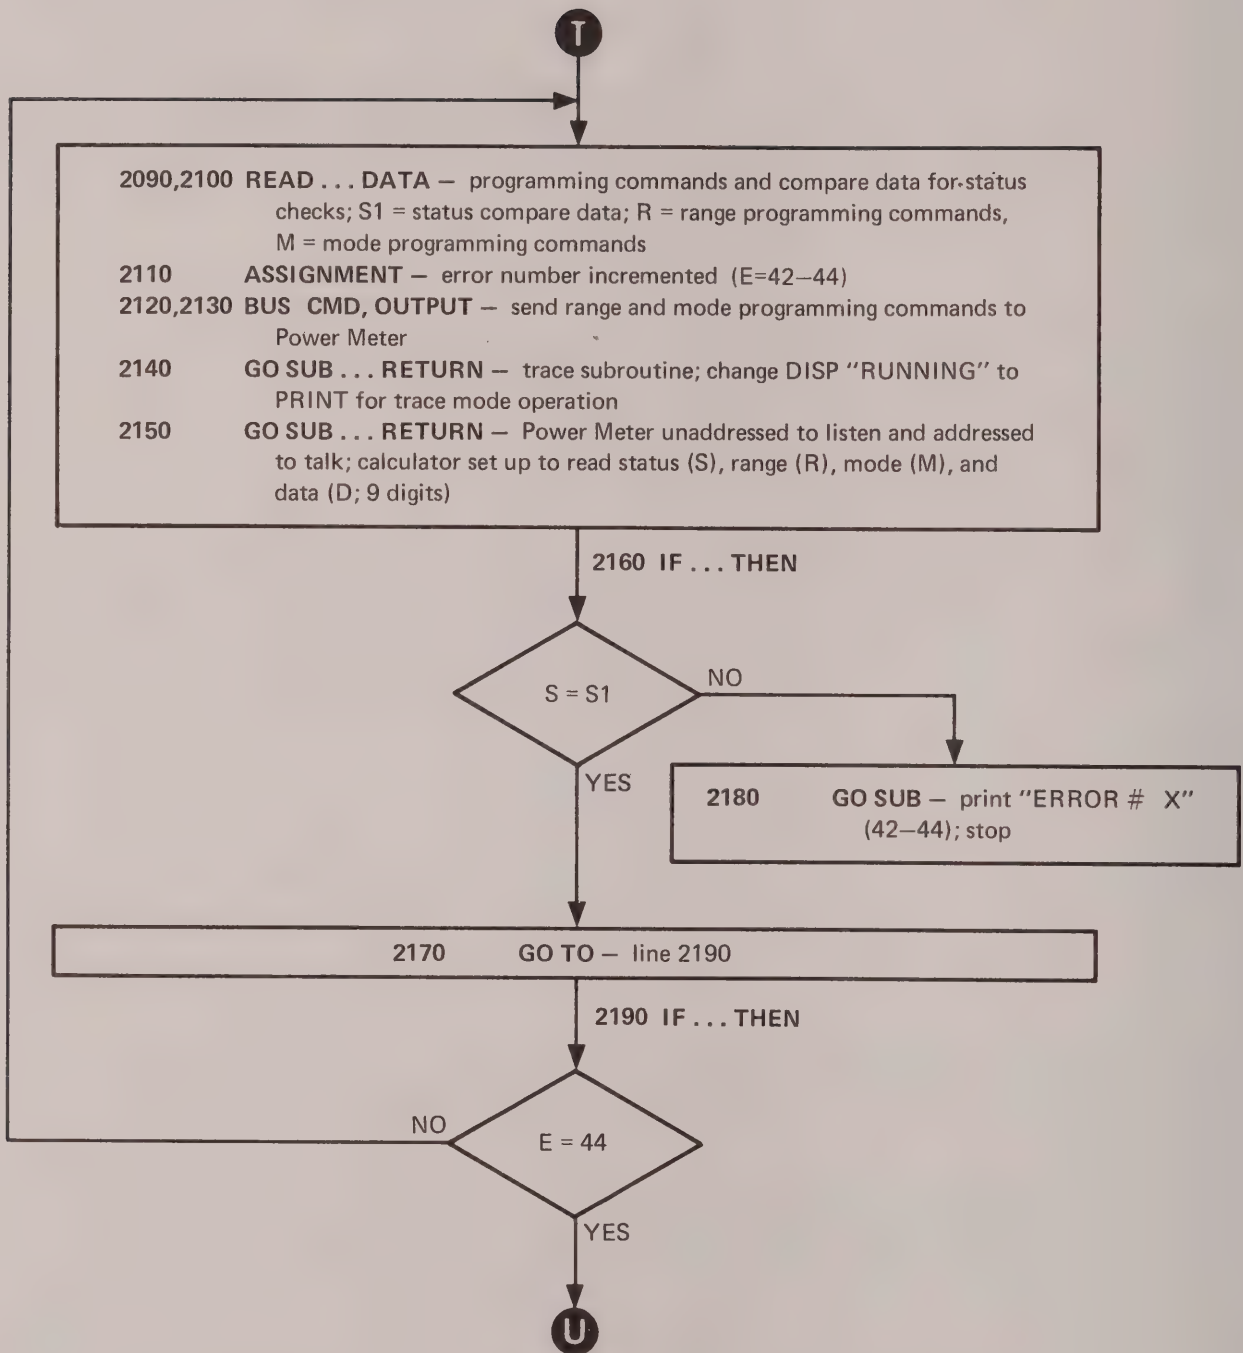 T
2090,2100 READ ... DATA — programming commands and compare data for status
checks; S1 = status compare data; R = range programming commands,
M = mode programming commands
2110 ASSIGNMENT — error number incremented (E=42—44)
2120,2130 BUS CMD, OUTPUT — send range and mode programming commands to
Power Meter
2140 GO SUB ... RETURN — trace subroutine; change DISP "RUNNING" to
PRINT for trace mode operation
2150 GO SUB ... RETURN — Power Meter unaddressed to listen and addressed
to talk; calculator set up to read status (S), range (R), mode (M), and
data (D; 9 digits)
2160 IF ... THEN
S = S1
NO
YES
2180 GO SUB — print "ERROR # X"
(42—44); stop
2170 GO TO — line 2190
2190 IF ... THEN
NO
E = 44
YES
U